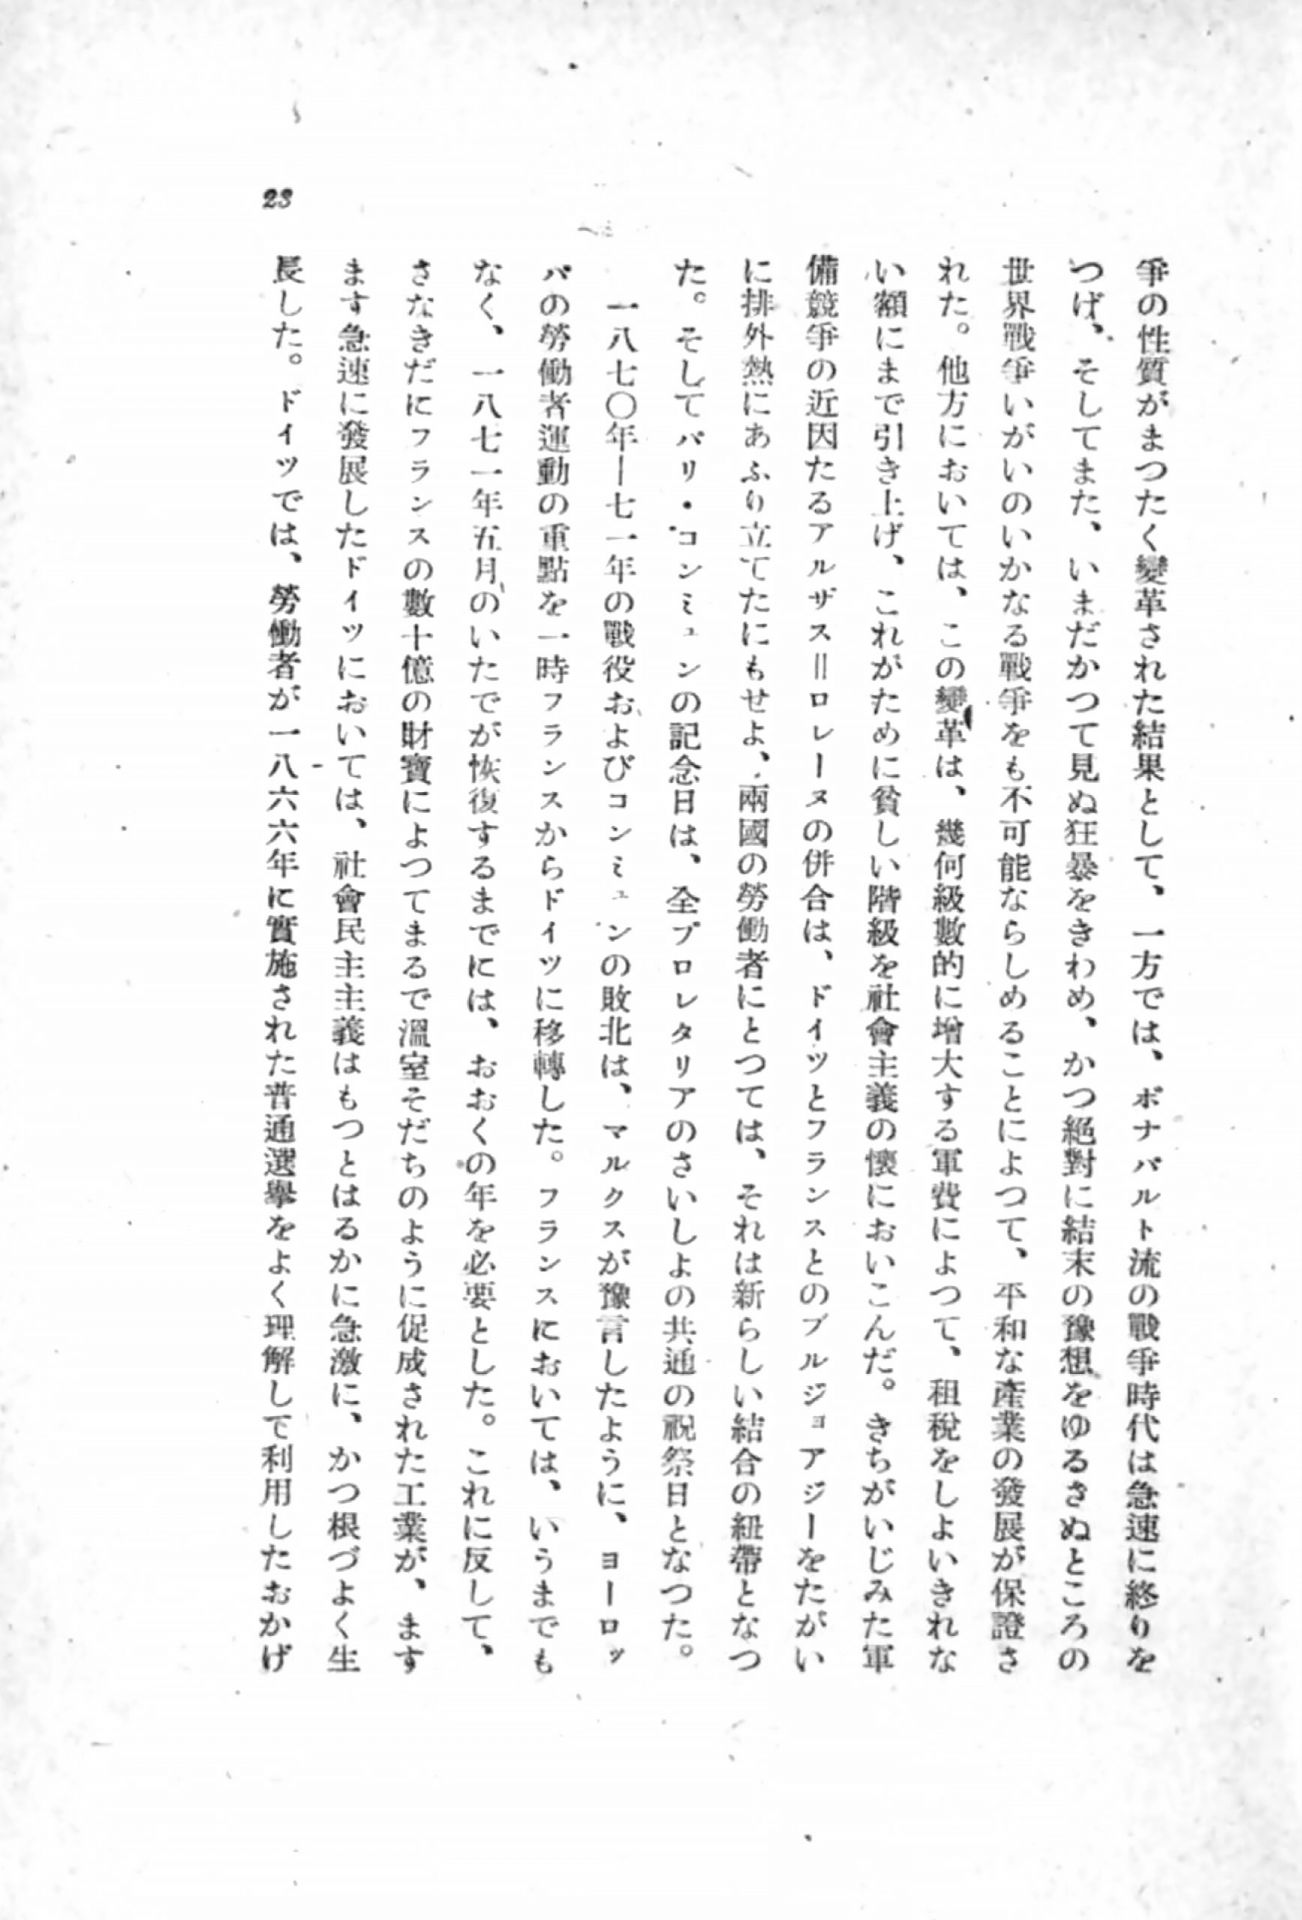 爭の性質がまつたく變革された結果として、一方では、ボナパルト流の戰爭時代は急速に終りを
つげ、そしてまた、いまだかつて見ぬ狂暴をきわめ、かつ絕對に結末の豫想をゆるさぬところの
世界戰爭いがいのいかなる戰爭をも不可能ならしめることによつて、平和な產業の發展が保證さ
れた。他方においては、この變革は、幾何級數的に增大する軍費によつて、租稅をしよいきれな
い額にまで引き上げ、これがために貧しい階級を社會主義の懷においこんだ。きちがいじみた軍
備競爭の近因たるアルザス＝ロレーヌの併合は、ドイツとフランスとのブルジョアジーをたがい
に排外熱にあふり立てたにもせよ、兩國の勞働者にとつては、それは新らしい結合の紐帶となつ
た。そしてパリ・コンミュンの記念日は、全プロレタリアのさいしよの共通の祝祭日となつた。
一八七〇年―七一年の戰役およびコンミュンの敗北は、マルクスが豫言したように、ヨーロッ
パの勞働者運動の重點を一時フランスからドイツに移轉した。フランスにおいては、いうまでも
なく、一八七一年五月のいたでが恢復するまでには、おおくの年を必要とした。これに反して、
さなきだにフランスの數十億の財寶によつてまるで溫室そだちのように促成された工業が、ます
ます急速に發展したドイツにおいては、社會民主主義はもつとはるかに急激に、かつ根づよく生
長した。ドイツでは、勞働者が一八六六年に實施された普通選擧をよく理解して利用したおかげ
23